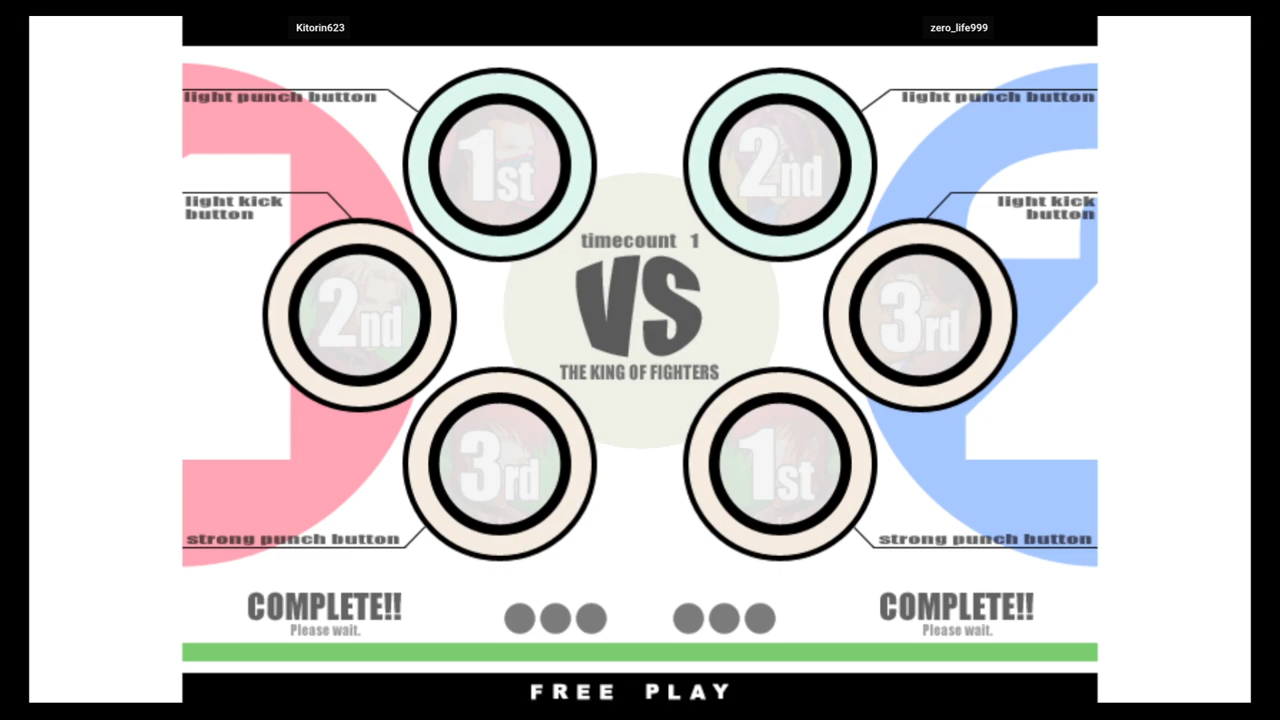 Kitorin623
zero_life999
light punch button
light punch button
1st
2nd
light kick
button
light kick
button
timecount 1
VS
2nd
3rd
THE KING OF FIGHTERS
3rd
1st
strong punch button
strong punch button
COMPLETE!!
Please wait.
COMPLETE!!
Please wait.
FREE PLAY
1
2